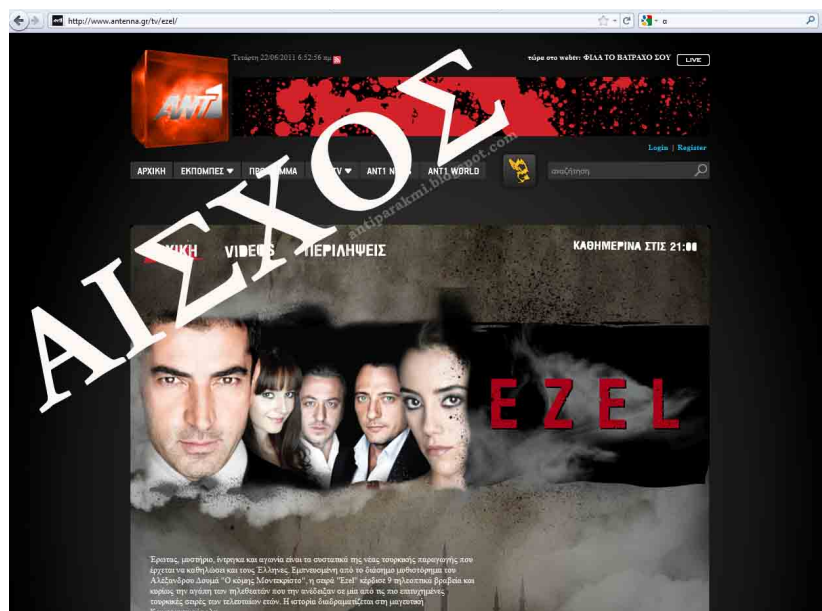 http://www.antenna.gr/tv/ezel/
α
Τετάρτη 22/06/2011 6:52:56 πμ
τώρα στο webtv: ΦΙΛΑ ΤΟ ΒΑΤΡΑΧΟ ΣΟΥ
LIVE
ANT1
Login | Register
ΑΡΧΙΚΗ ΕΚΠΟΜΠΕΣ TV ANT1 ANT1 WORLD
αναζήτηση
antiparakmi.blogspot.com
ΑΙΣΧΟΣ
VIDEOS ΠΕΡΙΛΗΨΕΙΣ
ΚΑΘΗΜΕΡΙΝΑ ΣΤΙΣ 21:00
EZEL
Έρωτας, μυστήριο, ίντριγκα και αγωνία είναι τα συστατικά της νέας τουρκικής παραγωγής που
έρχεται να καθηλώσει και τους Έλληνες. Εμπνευσμένη από το διάσημο μυθιστόρημα του
Αλέξανδρου Δουμά "Ο κόμης Μοντεκρίστο", η σειρά "Ezel" κέρδισε 9 τηλεοπτικά βραβεία και
κυρίως την αγάπη των τηλεθεατών που την ανέδειξαν σε μία από τις πιο επιτυχημένες
τουρκικές σειρές των τελευταίων ετών. Η ιστορία διαδραματίζεται στη μαγευτική